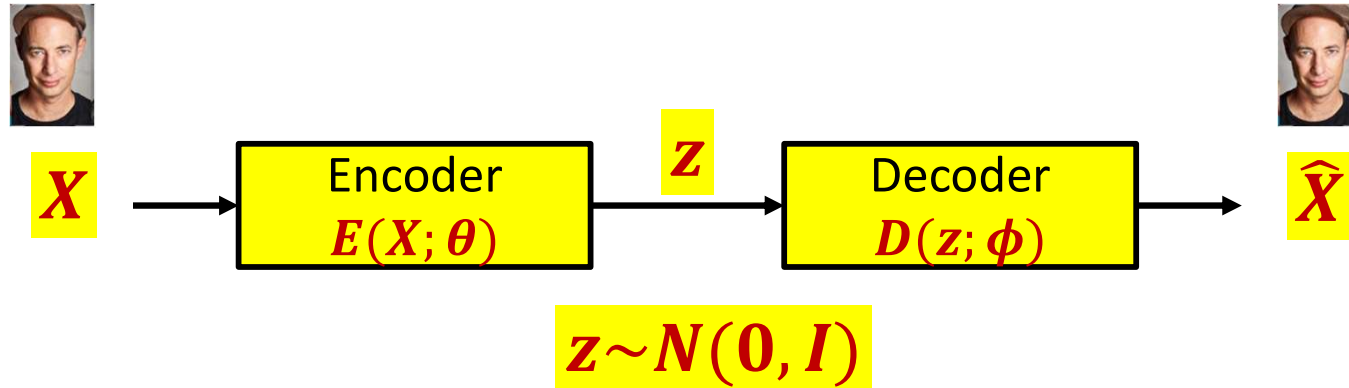 X
Encoder
E(X; θ)
z
Decoder
D(z; ϕ)
X̂
z~N(0, I)